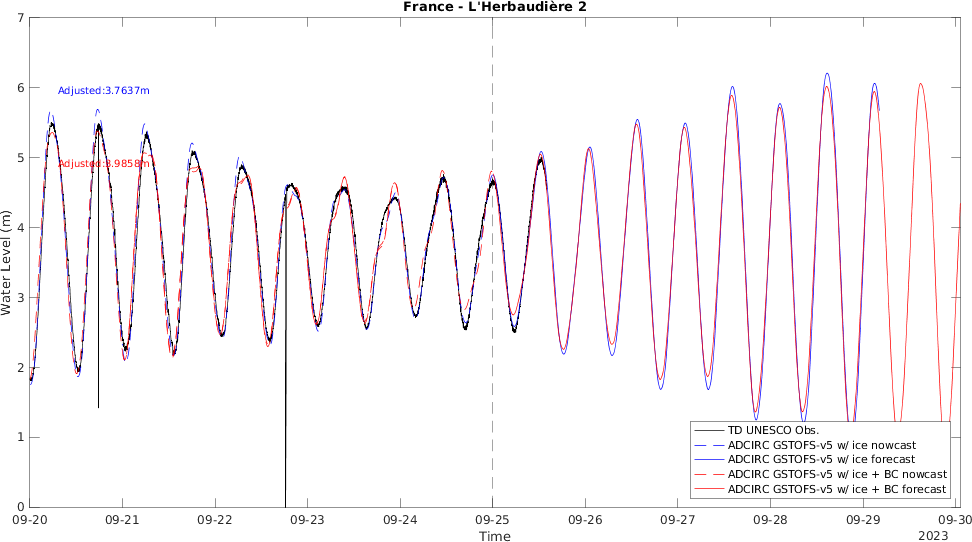 France - L'Herbaudière 2
7
6
5
4
3
2
1
0
Water Level (m)
Adjusted:3.7637m
Adjusted:3.9858m
TD UNESCO Obs.
ADCIRC GSTOFS-v5 w/ ice nowcast
ADCIRC GSTOFS-v5 w/ ice forecast
ADCIRC GSTOFS-v5 w/ ice + BC nowcast
ADCIRC GSTOFS-v5 w/ ice + BC forecast
09-20 09-21 09-22 09-23 09-24 09-25 09-26 09-27 09-28 09-29 09-30
Time
2023